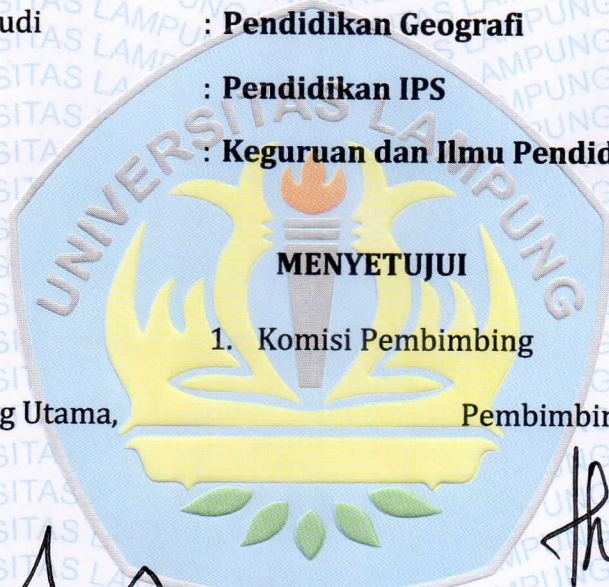 udi : Pendidikan Geografi
: Pendidikan IPS
: Keguruan dan Ilmu Pendid
UNIVERSITAS LAMPUNG
MENYETUJUI
1. Komisi Pembimbing
g Utama, Pembimbin